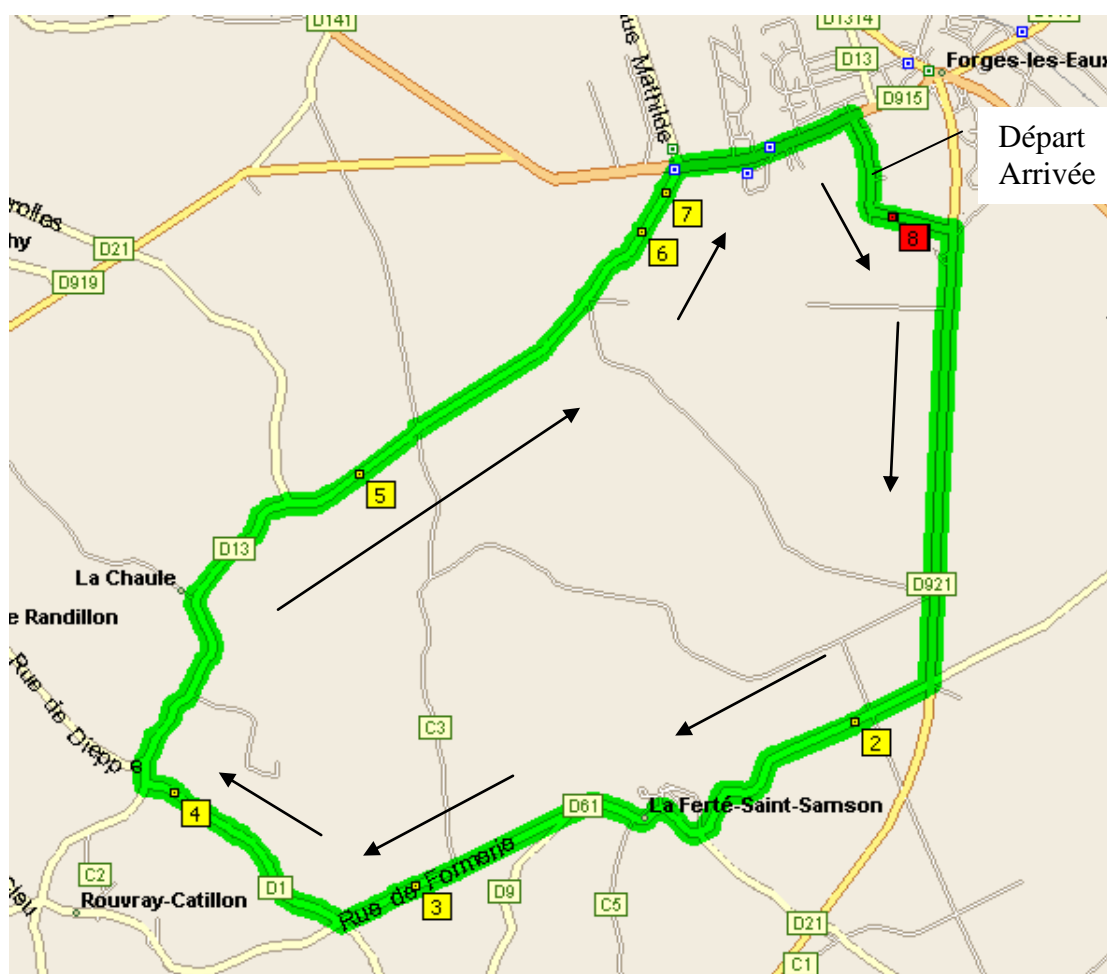 D141
D1314
D13
Forges-les-Eaux
D915
Mathilde
Départ
Arrivée
hy
D21
D919
7
6
8
5
D13
La Chaule
D921
e Randillon
Rue de Dieppe
C3
2
4
D61
La Ferté-Saint-Samson
Rue de Formerie
C2
D1
3
D9
C5
Rouvray-Catillon
D21
C1